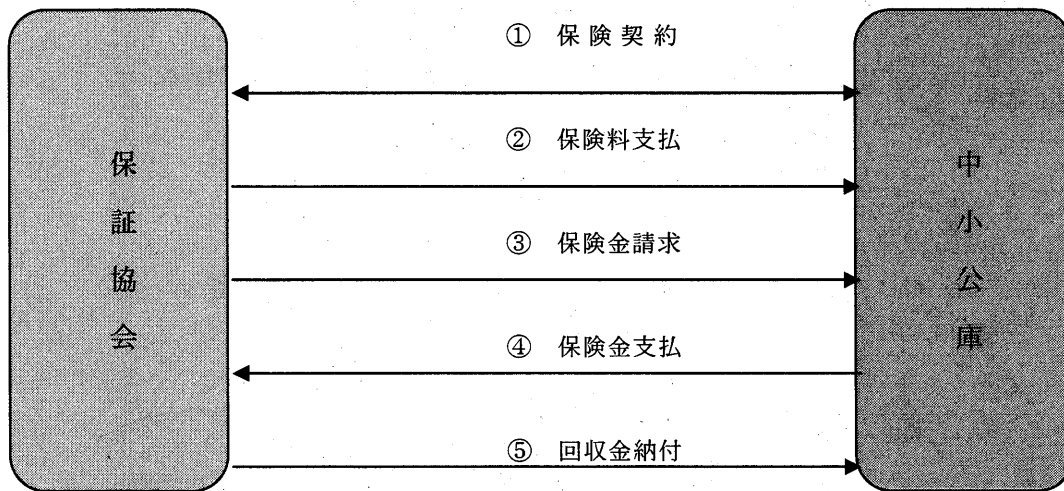 ① 保険契約
② 保険料支払
③ 保険金請求
④ 保険金支払
⑤ 回収金納付
保証協会
中小公庫